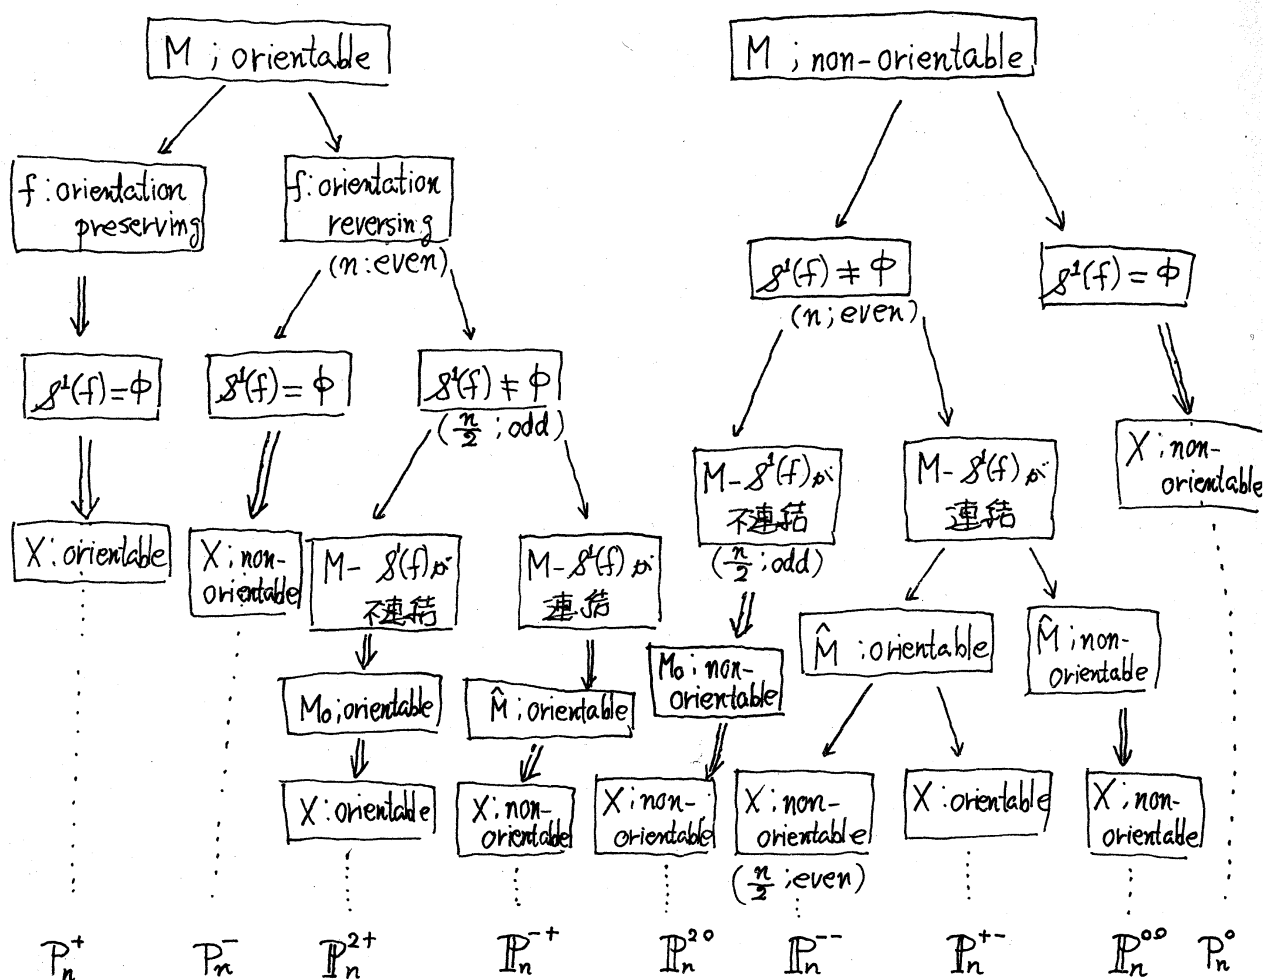 M ; orientable
M ; non-orientable
f : orientation
preserving
f : orientation
reversing
(n : even)
𝒮¹(f) ≠ φ
(n ; even)
𝒮¹(f) = φ
𝒮¹(f) = φ
𝒮¹(f) = φ
𝒮¹(f) ≠ φ
(n/2 ; odd)
M - 𝒮¹(f) が
不連結
(n/2 ; odd)
M - 𝒮¹(f) が
連結
X ; non-
orientable
X : orientable
X ; non-
orientable
M - 𝒮¹(f) が
不連結
M - 𝒮¹(f) が
連結
M₀ ; orientable
M̂ ; orientable
M₀ ; non-
orientable
M̂ : orientable
M̂ ; non-
orientable
X : orientable
X ; non-
orientable
X ; non-
orientable
X ; non-
orientable
(n/2 ; even)
X : orientable
X ; non-
orientable
Pₙ⁺ Pₙ⁻ ℙₙ²⁺ ℙₙ⁻⁺ ℙₙ²⁰ ℙₙ⁻⁻ ℙₙ⁺⁻ ℙₙ⁰⁰ Pₙ⁰